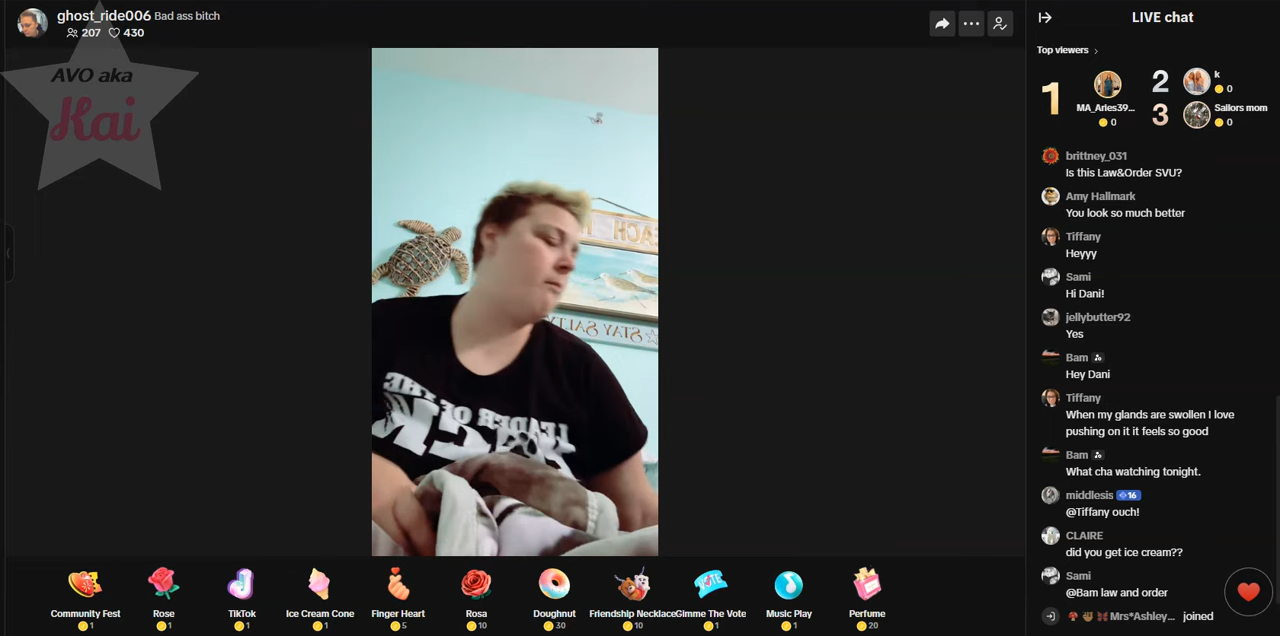 ghost_ride006 Bad ass bitch
207 430
AVO aka
Kai
BEACH
STAY SALTY
LEADER OF THE
LIVE chat
Top viewers
1
MA_Aries39...
0
2
k
0
3
Sailors mom
0
brittney_031
Is this Law&Order SVU?
Amy Hallmark
You look so much better
Tiffany
Heyyy
Sami
Hi Dani!
jellybutter92
Yes
Bam
Hey Dani
Tiffany
When my glands are swollen I love
pushing on it it feels so good
Bam
What cha watching tonight.
middlesis 16
@Tiffany ouch!
CLAIRE
did you get ice cream??
Sami
@Bam law and order
Mrs*Ashley... joined
Community Fest
1
Rose
1
TikTok
1
Ice Cream Cone
1
Finger Heart
5
Rosa
10
Doughnut
30
Friendship Necklace
10
VOTE
Gimme The Vote
1
Music Play
1
Perfume
20